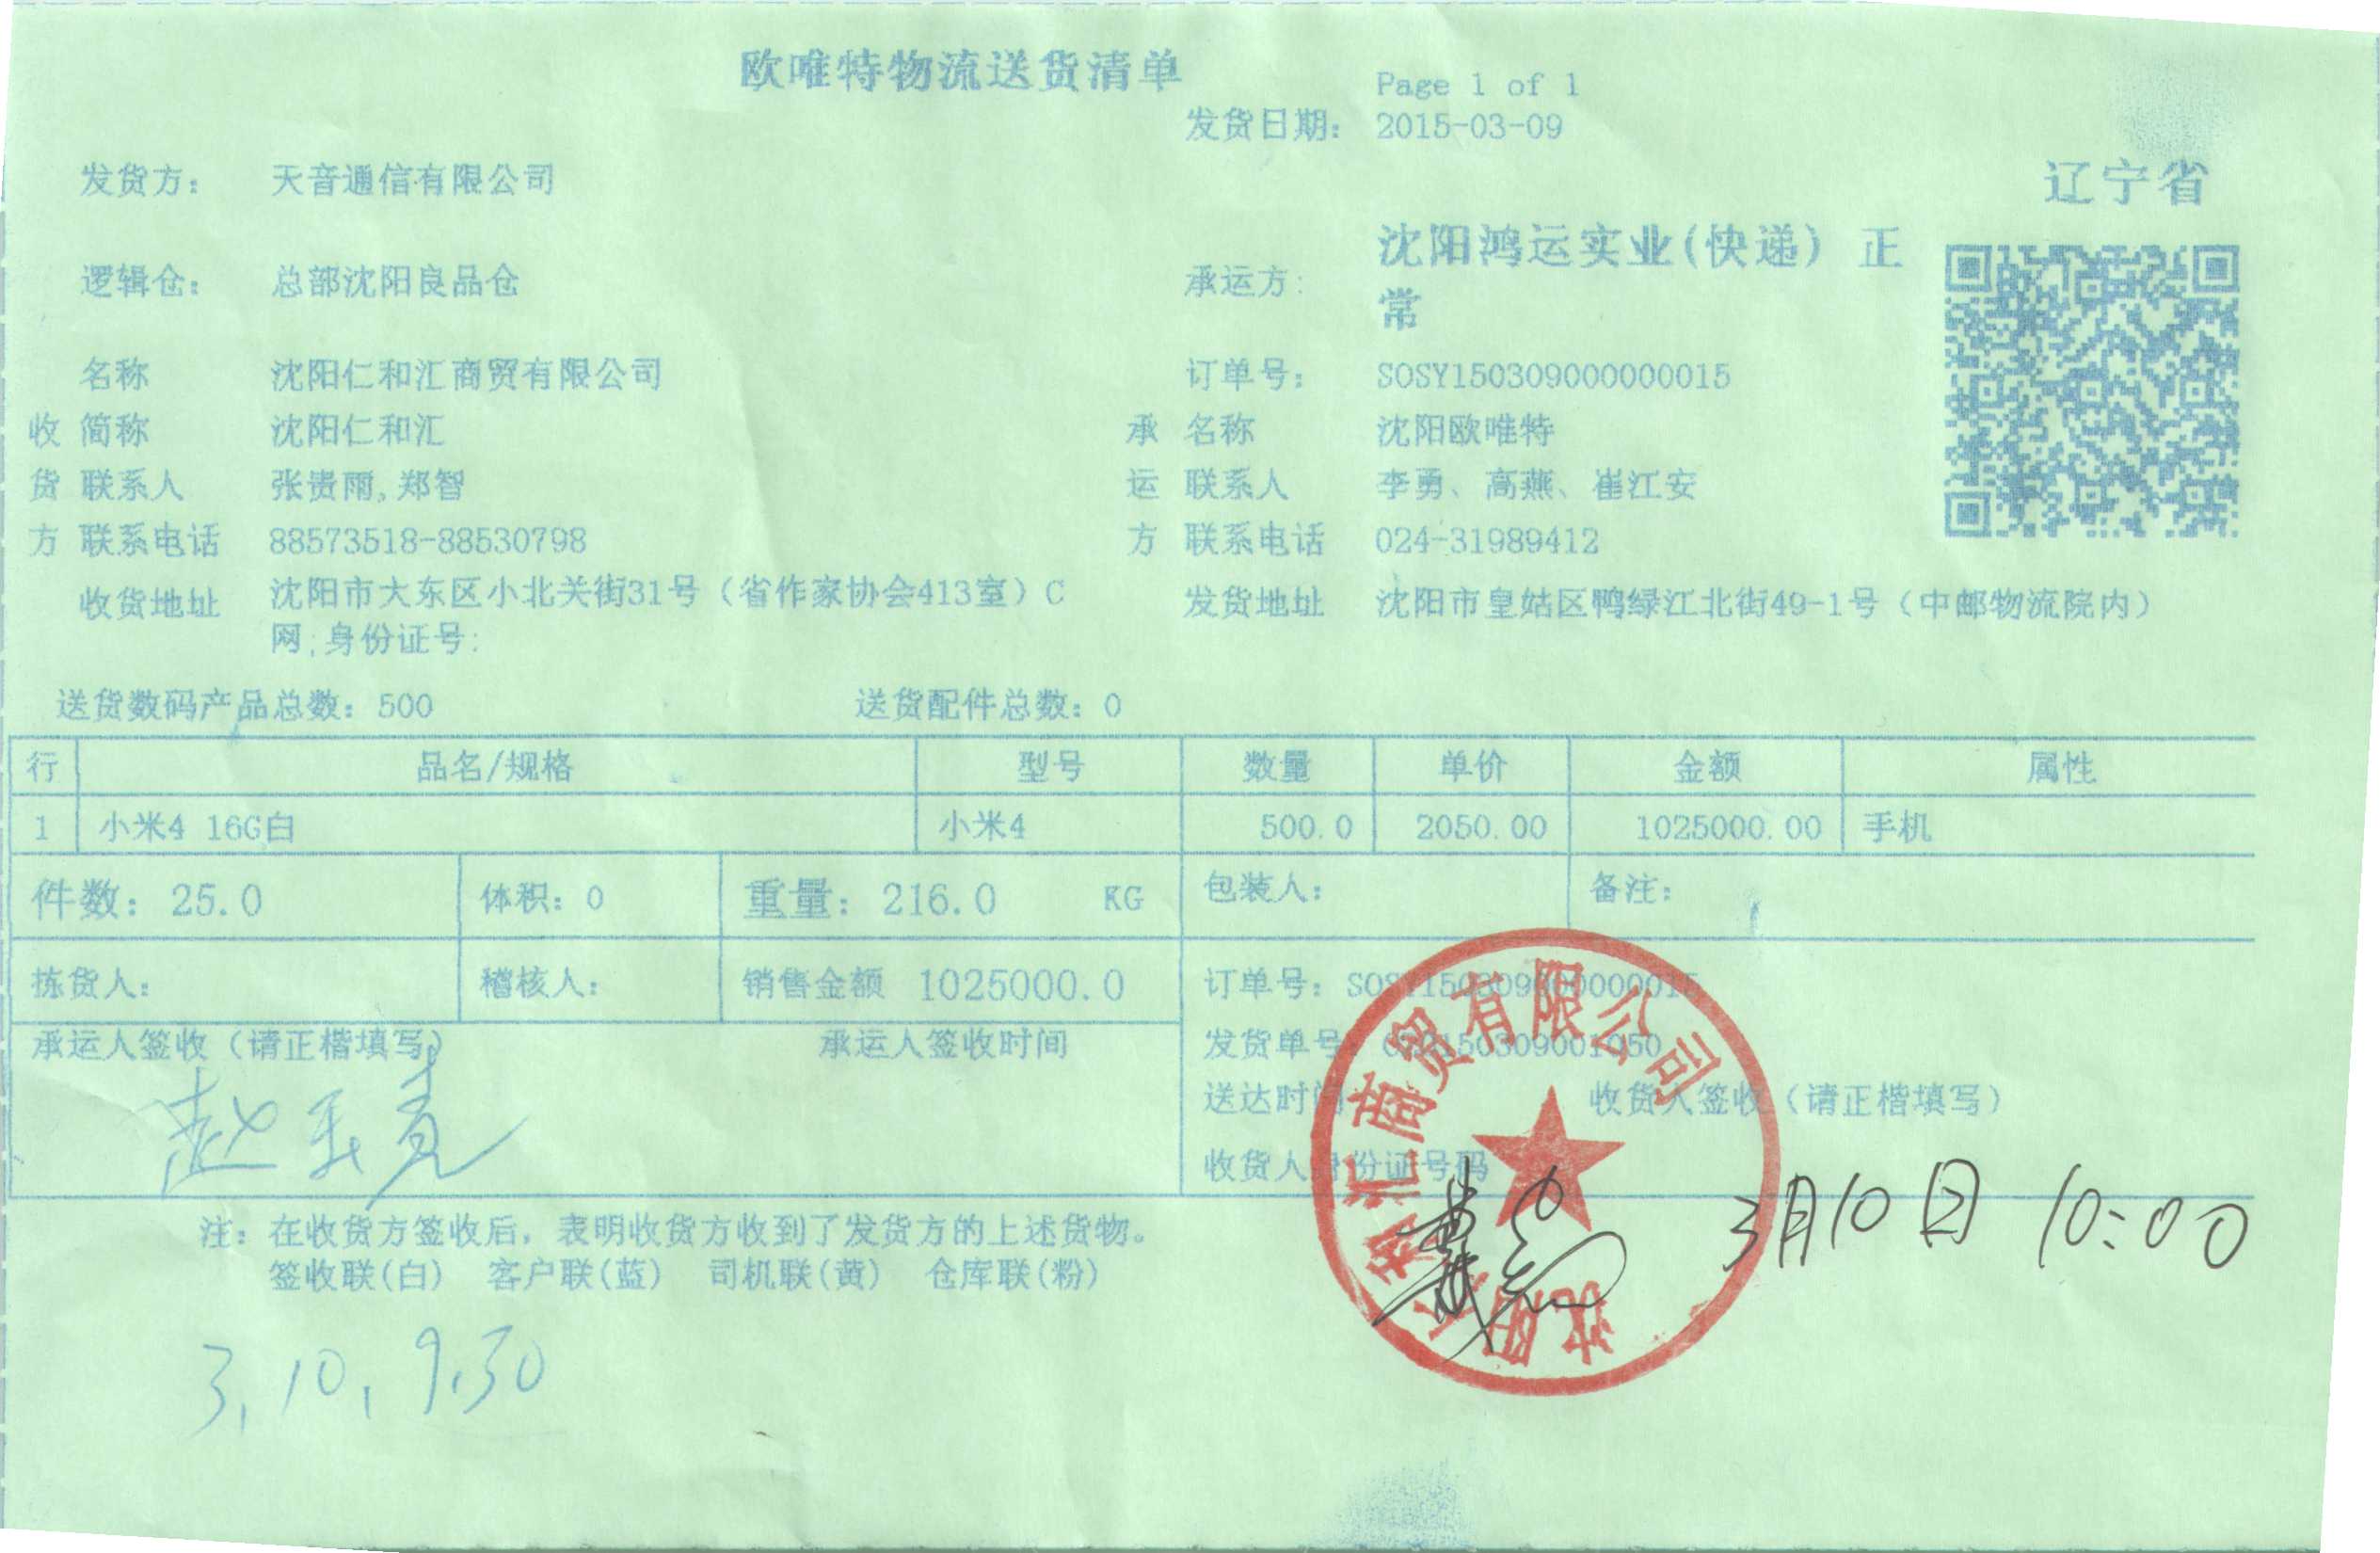 欧唯特物流送货清单
Page 1 of 1
发货日期: 2015-03-09
发货方: 天音通信有限公司
辽宁省
逻辑仓: 总部沈阳良品仓
承运方: 沈阳鸿运实业(快递) 正
常
名称 沈阳仁和汇商贸有限公司
订单号: SOSY150309000000015
收 简称 沈阳仁和汇
承 名称 沈阳欧唯特
货 联系人 张贵雨,郑智
运 联系人 李勇、高燕、崔江安
方 联系电话 88573518-88530798
方 联系电话 024-31989412
收货地址 沈阳市大东区小北关街31号（省作家协会413室）C
网;身份证号:
发货地址 沈阳市皇姑区鸭绿江北街49-1号（中邮物流院内）
送货数码产品总数: 500 送货配件总数: 0
行 品名/规格 型号 数量 单价 金额 属性
1 小米4 16G白 小米4 500.0 2050.00 1025000.00 手机
件数: 25.0 体积: 0 重量: 216.0 KG 包装人: 备注:
拣货人: 稽核人: 销售金额 1025000.0 订单号: SOSY150309000000015
承运人签收（请正楷填写） 承运人签收时间
发货单号
送达时间 收货人签收（请正楷填写）
收货人身份证号码
沈阳仁和汇商贸有限公司
3月10日 10:00
注: 在收货方签收后, 表明收货方收到了发货方的上述货物。
签收联(白) 客户联(蓝) 司机联(黄) 仓库联(粉)
3,10, 9.30